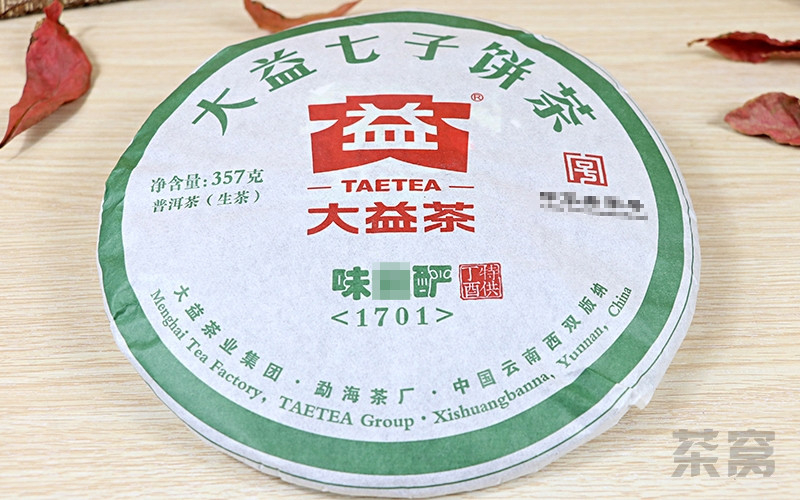 大益七子饼茶
益
®
TAETEA
大益茶
净含量: 357克
普洱茶（生茶）
味
酽
特供
丁酉
<1701>
大益茶业集团 · 勐海茶厂 · 中国云南西双版纳
Menghai Tea Factory, TAETEA Group · Xishuangbanna, Yunnan, China
茶窝